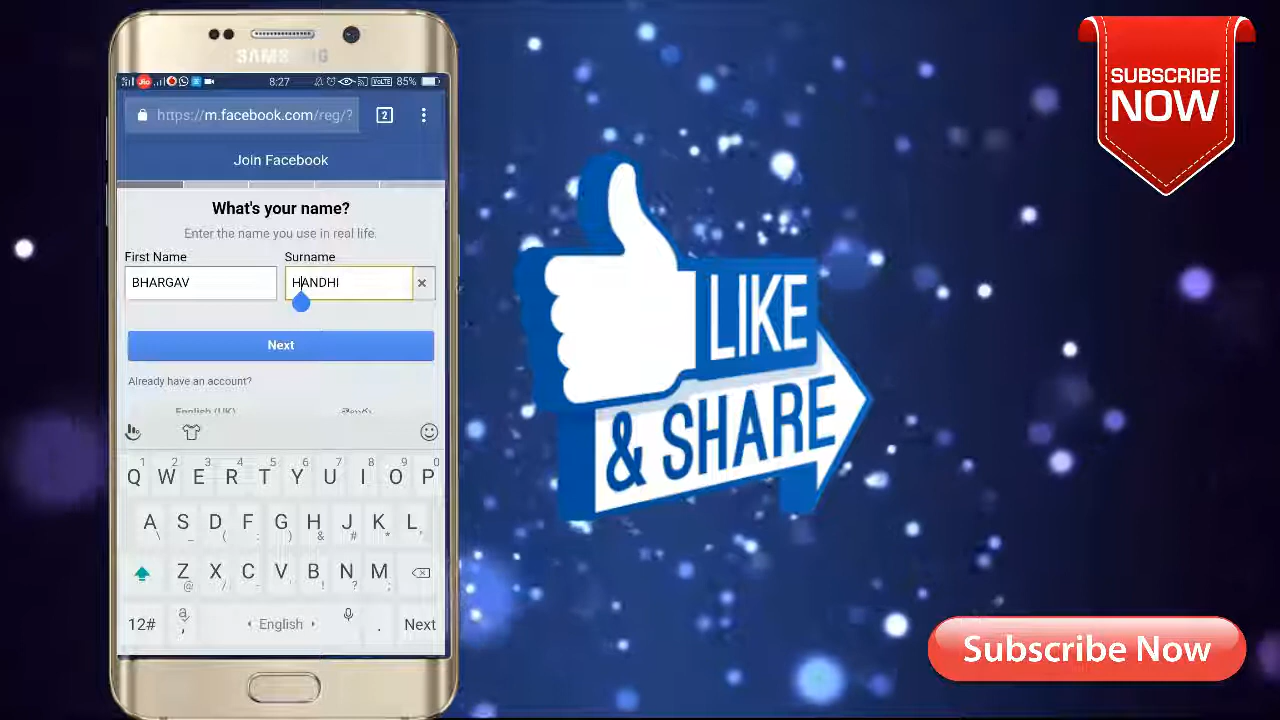 SAMSUNG
Jio 8:27 VoLTE 85%
https://m.facebook.com/reg/? 2
Join Facebook
What's your name?
Enter the name you use in real life.
First Name Surname
BHARGAV HANDHI
Next
Already have an account?
English (UK) తెలుగు
1 2 3 4 5 6 7 8 9 0
Q W E R T Y U I O P
A S D F G H J K L
\ _ ( : ) & # * "
Z X C V B N M
@ / - ! ? ;
12# , English . Next
LIKE
& SHARE
SUBSCRIBE
NOW
Subscribe Now